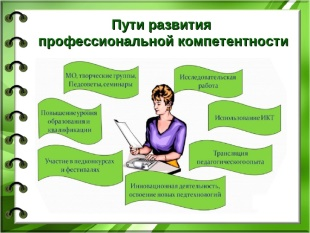 Пути развития
профессиональной компетентности
МО, творческие группы,
Педсоветы, семинары
Исследовательская
работа
Повышение уровня
образования и
квалификации
Использование ИКТ
Участие в педконкурсах
и фестивалях
Трансляция
педагогического опыта
Инновационная деятельность,
освоение новых педтехнологий